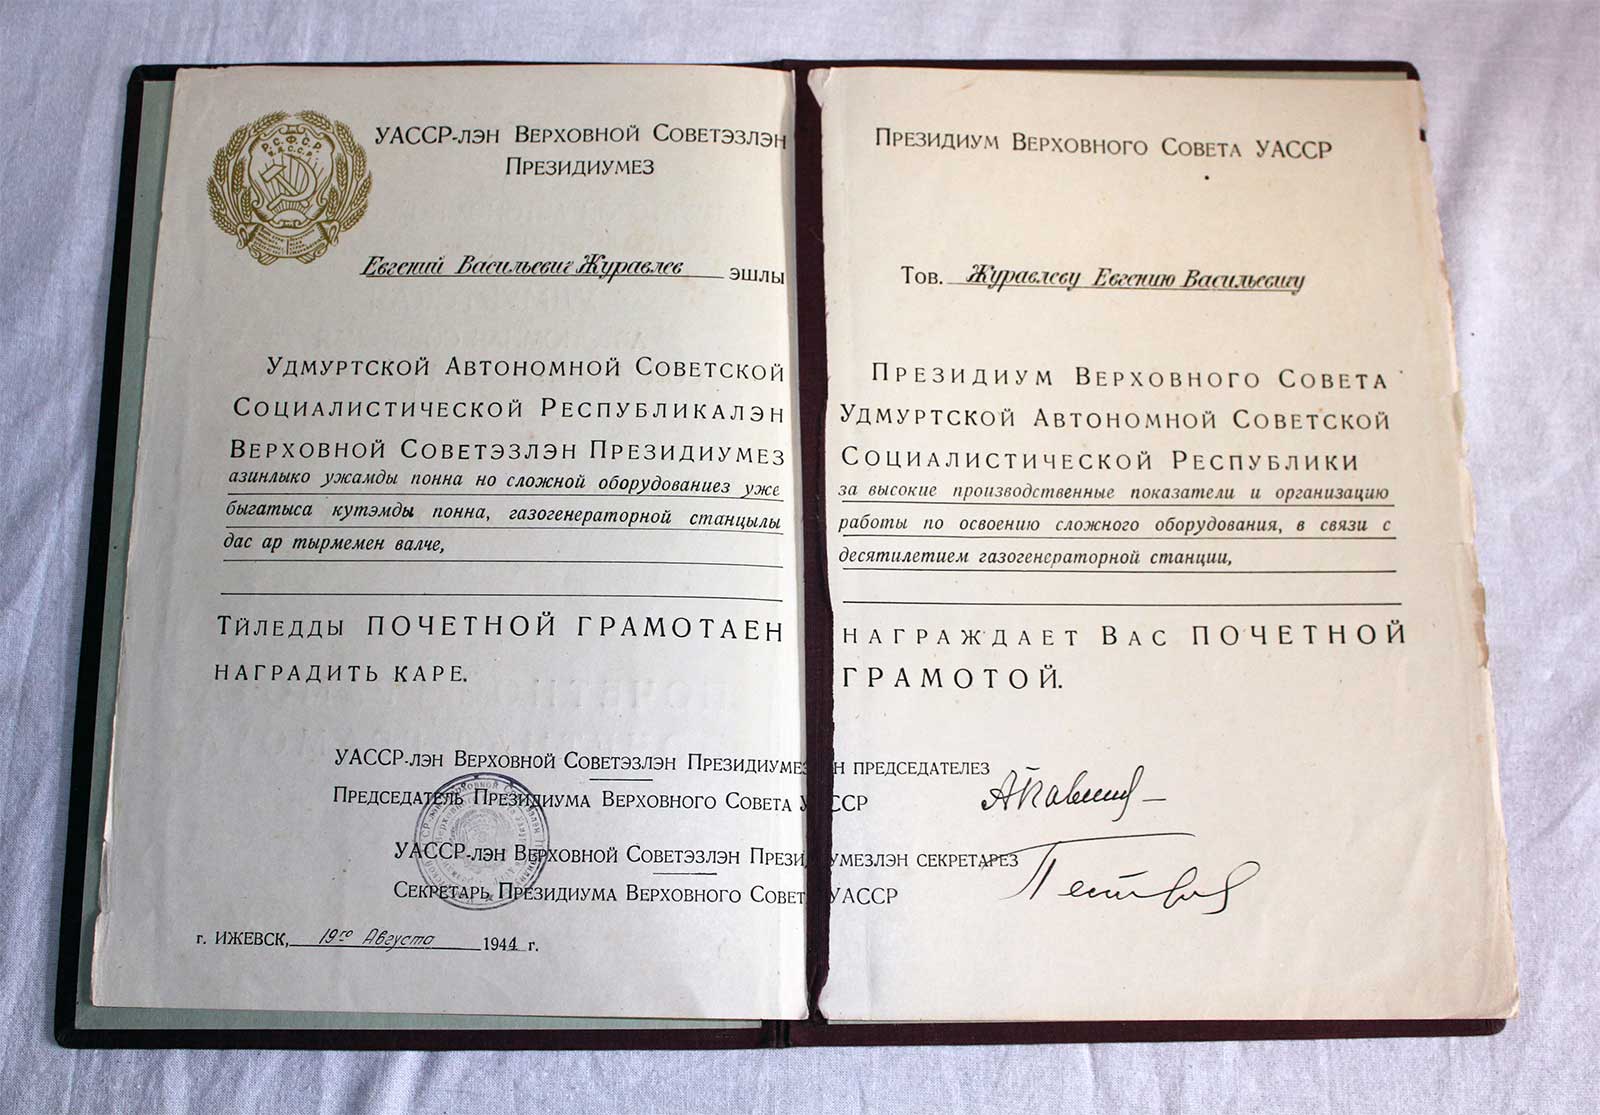 Р.С.Ф.С.Р.
У.А.С.С.Р.
УАССР-лэн Верховной Советэзлэн
Президиумез
Евгений Васильевич Журавлев эшлы
Удмуртской Автономной Советской
Социалистической Республикалэн
Верховной Советэзлэн Президиумез
азинлыко ужамды понна но сложной оборудованиез уже
быгатыса кутэмды понна, газогенераторной станцылы
дас ар тырмемен валче,
Тӥледды ПОЧЕТНОЙ ГРАМОТАЕН
НАГРАДИТЬ КАРЕ.
Президиум Верховного Совета УАССР
Тов. Журавлеву Евгению Васильевичу
Президиум Верховного Совета
Удмуртской Автономной Советской
Социалистической Республики
за высокие производственные показатели и организацию
работы по освоению сложного оборудования, в связи с
десятилетием газогенераторной станции,
НАГРАЖДАЕТ Вас ПОЧЕТНОЙ
ГРАМОТОЙ.
УАССР-лэн Верховной Советэзлэн Президиумезлэн председателез
Председатель Президиума Верховного Совета УАССР
УАССР-лэн Верховной Советэзлэн Президиумезлэн секретарез
Секретарь Президиума Верховного Совета УАССР
г. ИЖЕВСК, 19го Августа 1944 г.